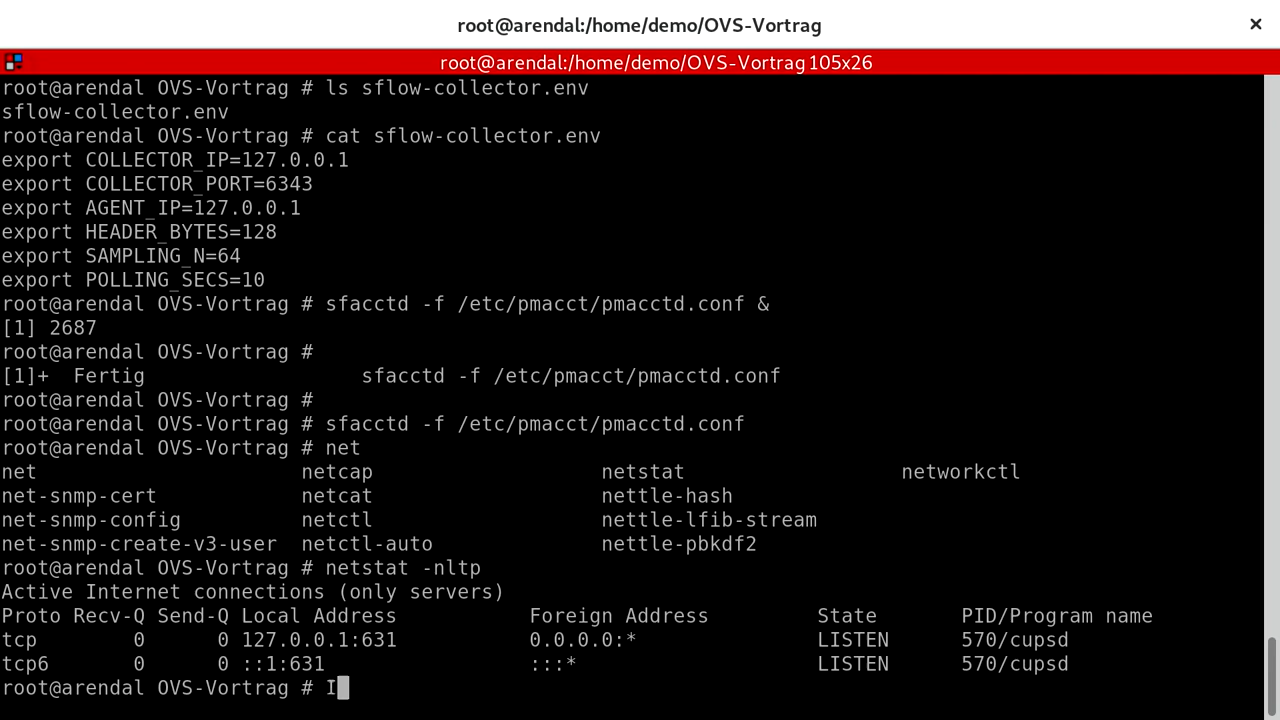 root@arendal:/home/demo/OVS-Vortrag
root@arendal:/home/demo/OVS-Vortrag 105x26
root@arendal OVS-Vortrag # ls sflow-collector.env
sflow-collector.env
root@arendal OVS-Vortrag # cat sflow-collector.env
export COLLECTOR_IP=127.0.0.1
export COLLECTOR_PORT=6343
export AGENT_IP=127.0.0.1
export HEADER_BYTES=128
export SAMPLING_N=64
export POLLING_SECS=10
root@arendal OVS-Vortrag # sfacctd -f /etc/pmacct/pmacctd.conf &
[1] 2687
root@arendal OVS-Vortrag #
[1]+  Fertig                  sfacctd -f /etc/pmacct/pmacctd.conf
root@arendal OVS-Vortrag #
root@arendal OVS-Vortrag # sfacctd -f /etc/pmacct/pmacctd.conf
root@arendal OVS-Vortrag # net
net                      netcap                   netstat                  networkctl
net-snmp-cert            netcat                   nettle-hash
net-snmp-config          netctl                   nettle-lfib-stream
net-snmp-create-v3-user  netctl-auto              nettle-pbkdf2
root@arendal OVS-Vortrag # netstat -nltp
Active Internet connections (only servers)
Proto Recv-Q Send-Q Local Address           Foreign Address         State       PID/Program name
tcp        0      0 127.0.0.1:631           0.0.0.0:*               LISTEN      570/cupsd
tcp6       0      0 ::1:631                 :::*                    LISTEN      570/cupsd
root@arendal OVS-Vortrag # I